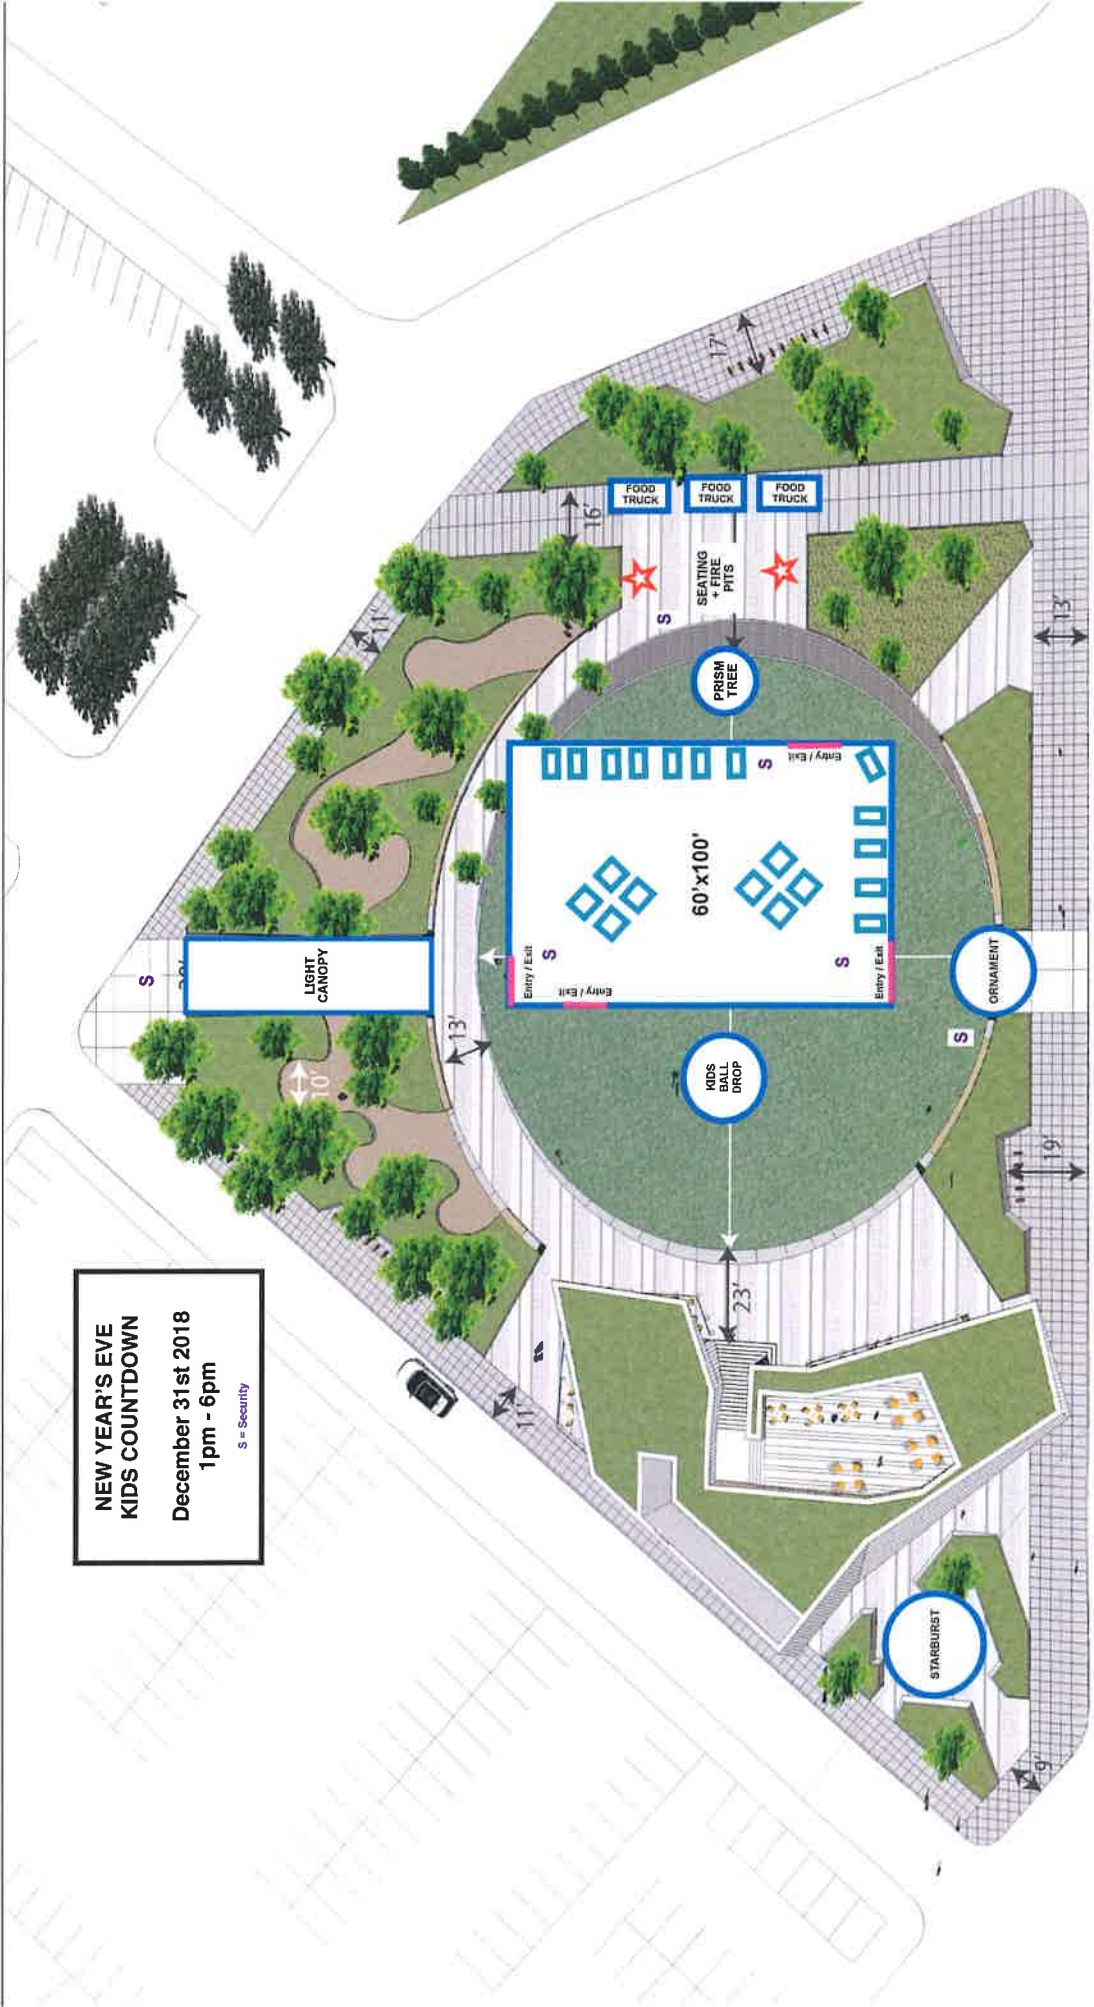 NEW YEAR'S EVE
KIDS COUNTDOWN
December 31st 2018
1pm - 6pm
S = Security
S
LIGHT
CANOPY
10'
11'
13'
11'
16'
17'
FOOD
TRUCK
FOOD
TRUCK
FOOD
TRUCK
SEATING
+ FIRE
PITS
S
PRISM
TREE
60'x100'
Entry / Exit
S
Entry / Exit
S
Entry / Exit
S
Entry / Exit
KIDS
BALL
DROP
23'
S
ORNAMENT
13'
19'
STARBURST
9'